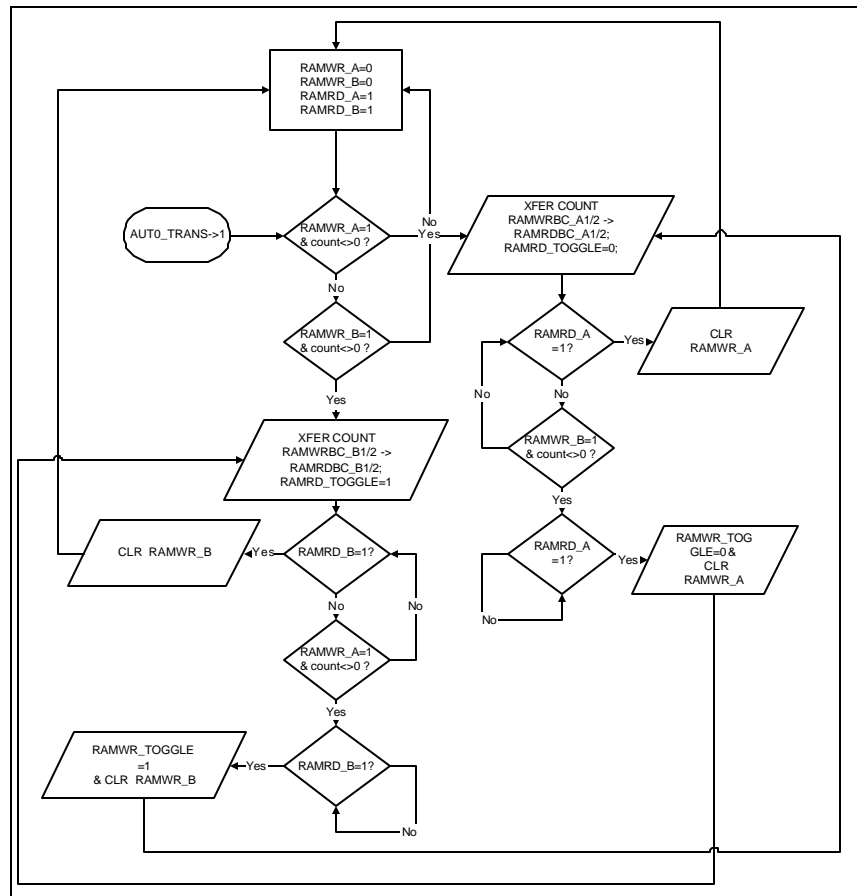 RAMWR_A=0
RAMWR_B=0
RAMRD_A=1
RAMRD_B=1
AUT0_TRANS->1
RAMWR_A=1
& count<>0 ?
No
Yes
XFER COUNT
RAMWRBC_A1/2 ->
RAMRDBC_A1/2;
RAMRD_TOGGLE=0;
No
RAMWR_B=1
& count<>0 ?
RAMRD_A
=1?
Yes
CLR
RAMWR_A
No
No
Yes
XFER COUNT
RAMWRBC_B1/2 ->
RAMRDBC_B1/2;
RAMRD_TOGGLE=1
RAMWR_B=1
& count<>0 ?
Yes
CLR RAMWR_B
Yes
RAMRD_B=1?
RAMRD_A
=1?
Yes
RAMWR_TOG
GLE=0 &
CLR
RAMWR_A
No
No
No
RAMWR_A=1
& count<>0 ?
Yes
RAMWR_TOGGLE
=1
& CLR RAMWR_B
Yes
RAMRD_B=1?
No